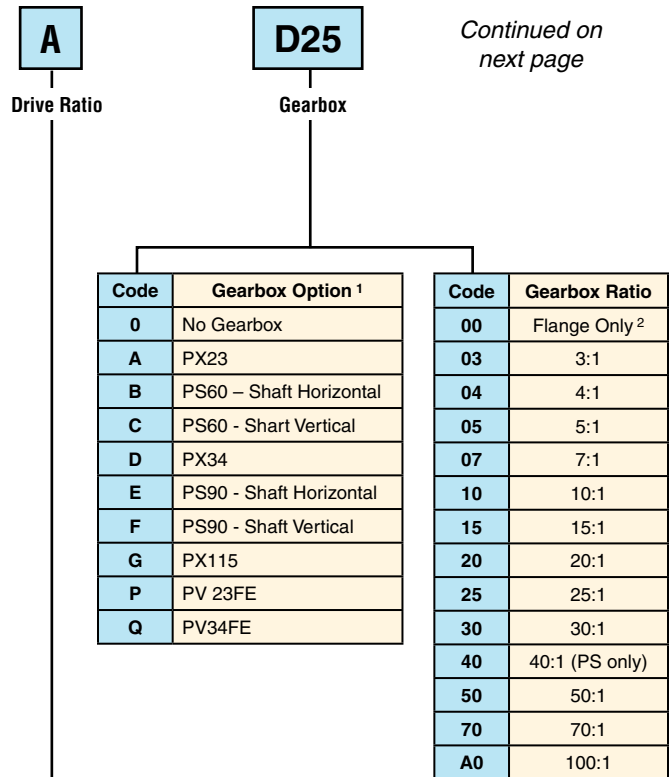 A
D25
Continued on
next page
Drive Ratio
Gearbox
Code Gearbox Option 1
0 No Gearbox
A PX23
B PS60 – Shaft Horizontal
C PS60 - Shart Vertical
D PX34
E PS90 - Shaft Horizontal
F PS90 - Shaft Vertical
G PX115
P PV 23FE
Q PV34FE
Code Gearbox Ratio
00 Flange Only 2
03 3:1
04 4:1
05 5:1
07 7:1
10 10:1
15 15:1
20 20:1
25 25:1
30 30:1
40 40:1 (PS only)
50 50:1
70 70:1
A0 100:1